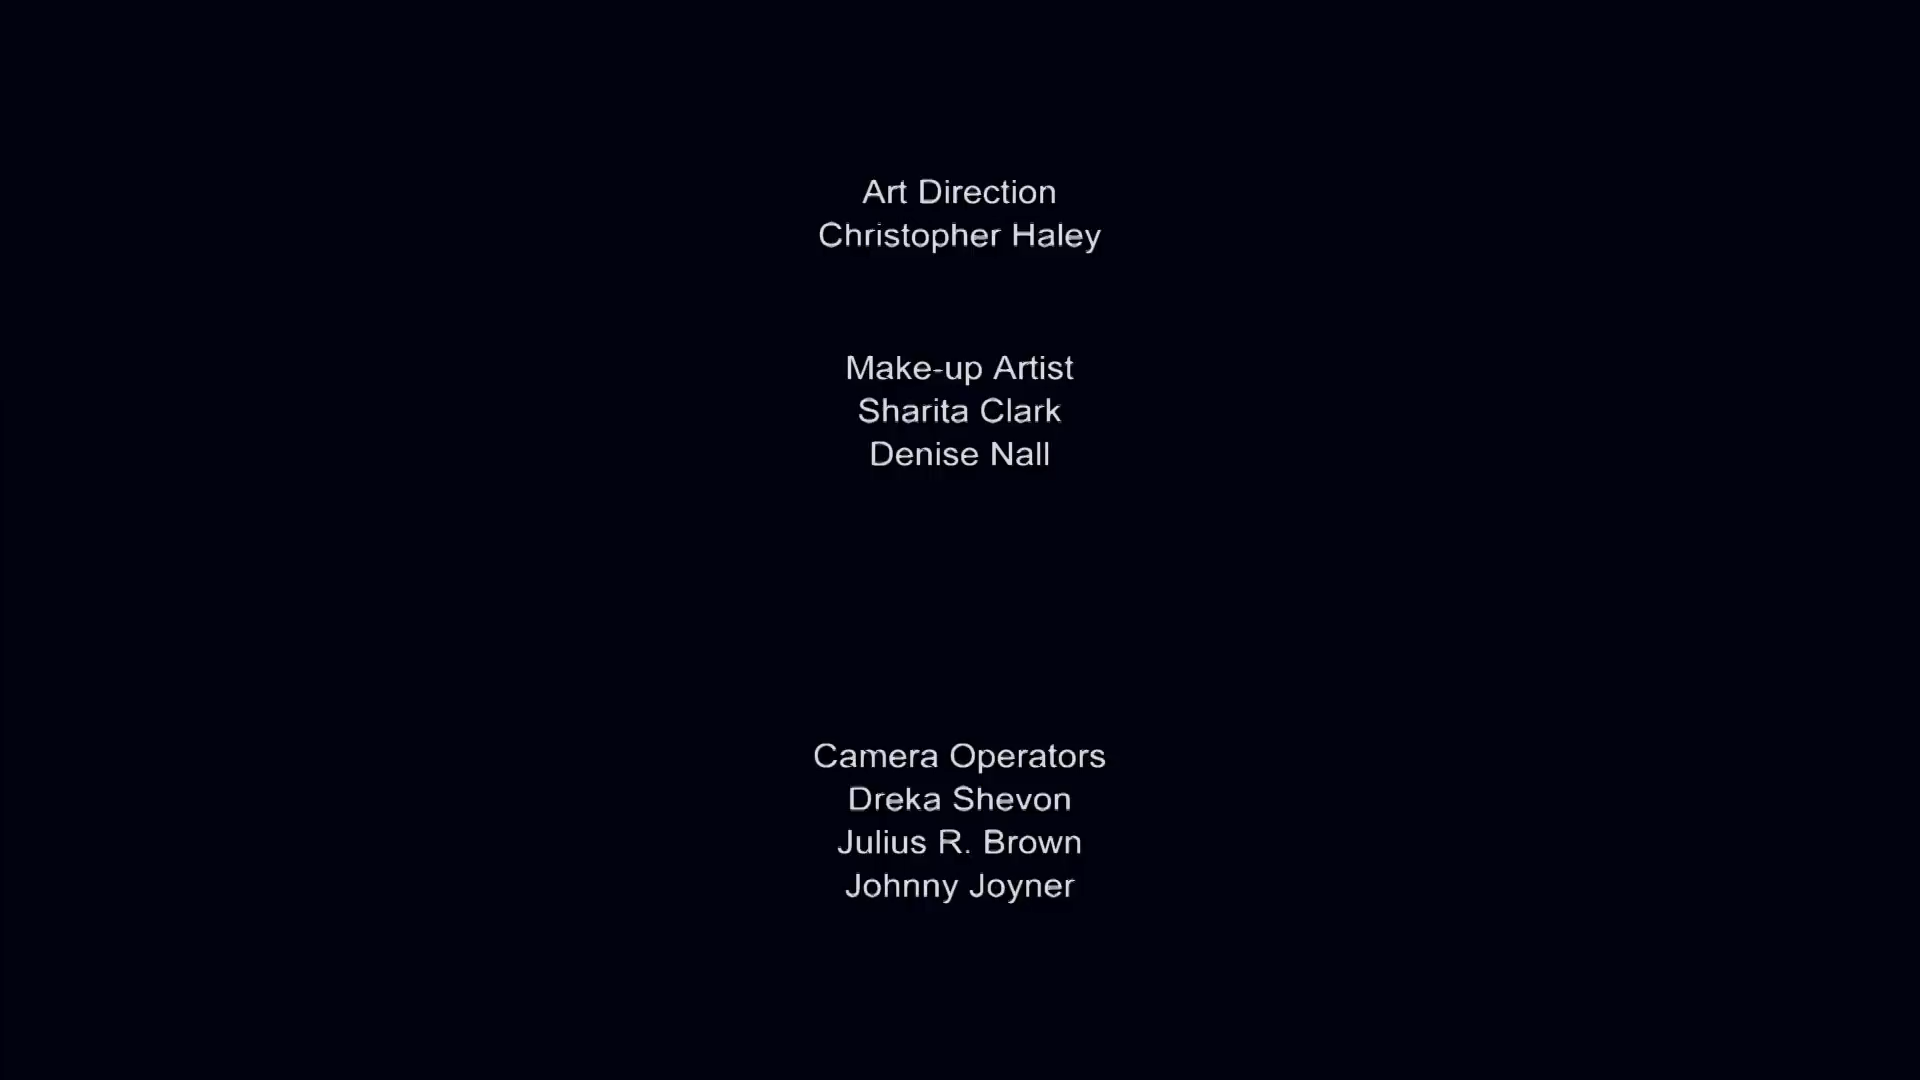 Art Direction
Christopher Haley
Make-up Artist
Sharita Clark
Denise Nall
Camera Operators
Dreka Shevon
Julius R. Brown
Johnny Joyner